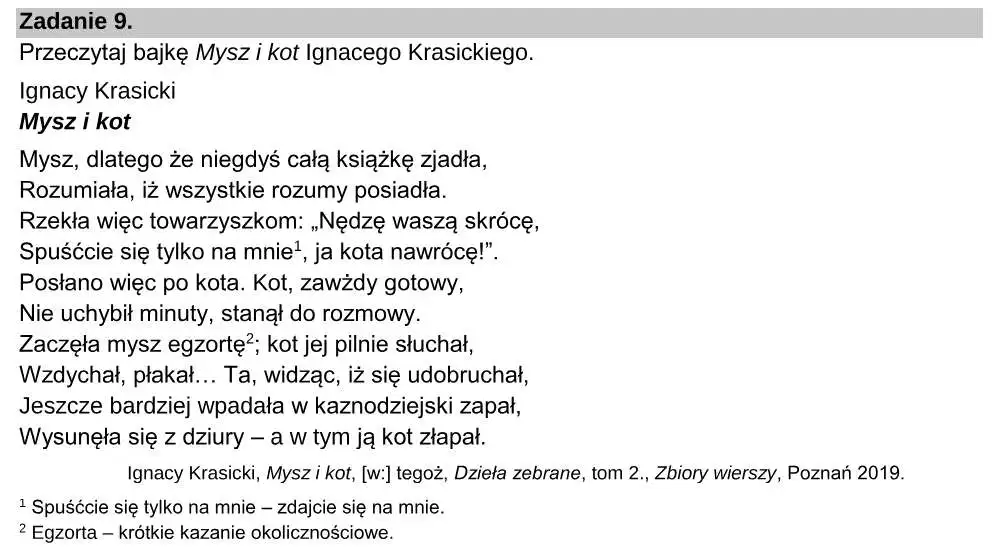 Zadanie 9.
Przeczytaj bajkę Mysz i kot Ignacego Krasickiego.
Ignacy Krasicki
Mysz i kot
Mysz, dlatego że niegdyś całą książkę zjadła,
Rozumiała, iż wszystkie rozumy posiadła.
Rzekła więc towarzyszkom: „Nędzę waszą skrócę,
Spuśćcie się tylko na mnie¹, ja kota nawrócę!”.
Posłano więc po kota. Kot, zawżdy gotowy,
Nie uchybił minuty, stanął do rozmowy.
Zaczęła mysz egzortę²; kot jej pilnie słuchał,
Wzdychał, płakał… Ta, widząc, iż się udobruchał,
Jeszcze bardziej wpadała w kaznodziejski zapał,
Wysunęła się z dziury – a w tym ją kot złapał.
Ignacy Krasicki, Mysz i kot, [w:] tegoż, Dzieła zebrane, tom 2., Zbiory wierszy, Poznań 2019.
¹ Spuśćcie się tylko na mnie – zdajcie się na mnie.
² Egzorta – krótkie kazanie okolicznościowe.